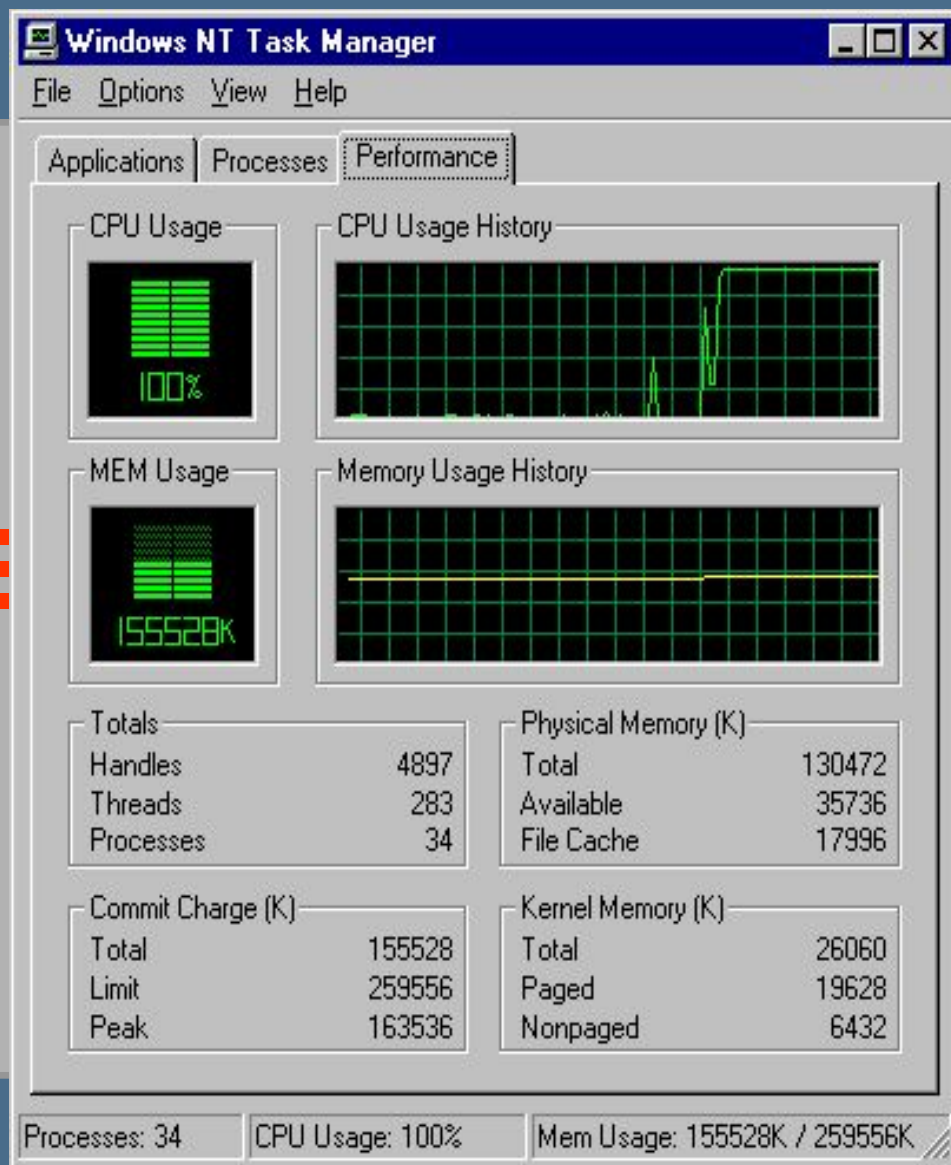 Windows NT Task Manager
File Options View Help
Applications Processes Performance
CPU Usage
100%
CPU Usage History
MEM Usage
155528K
Memory Usage History
Totals
Handles 4897
Threads 283
Processes 34
Physical Memory (K)
Total 130472
Available 35736
File Cache 17996
Commit Charge (K)
Total 155528
Limit 259556
Peak 163536
Kernel Memory (K)
Total 26060
Paged 19628
Nonpaged 6432
Processes: 34 CPU Usage: 100% Mem Usage: 155528K / 259556K